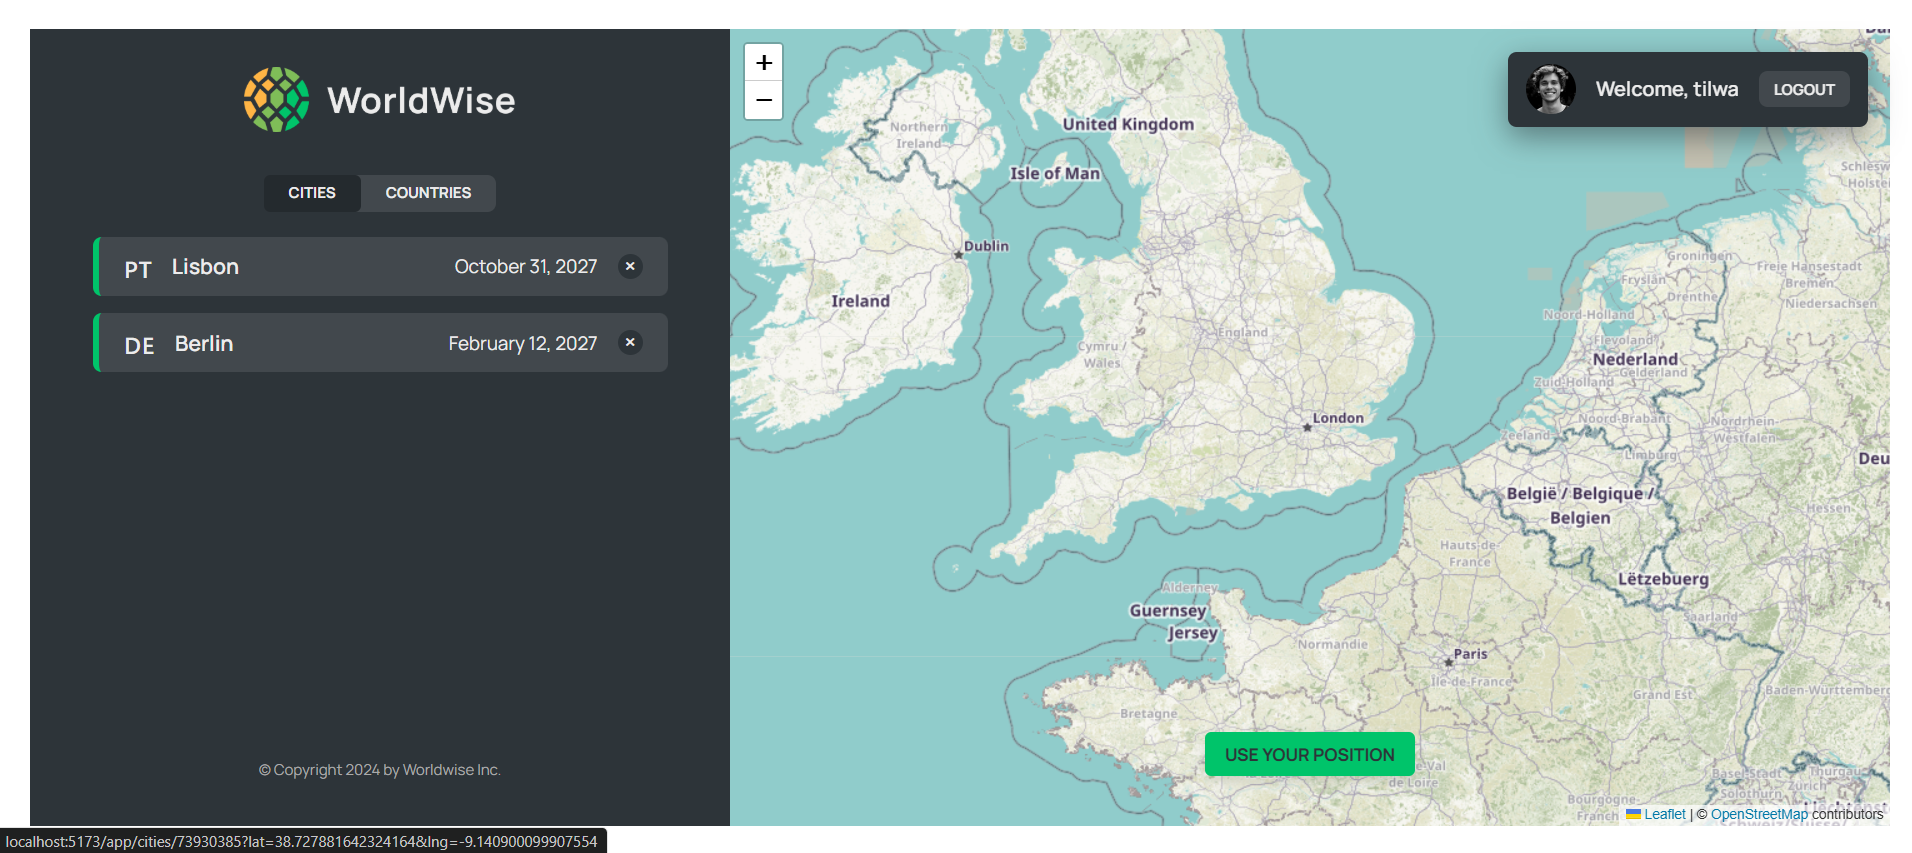 WorldWise
CITIES
COUNTRIES
PT Lisbon October 31, 2027 ×
DE Berlin February 12, 2027 ×
© Copyright 2024 by Worldwise Inc.
localhost:5173/app/cities/73930385?lat=38.727881642324164&lng=-9.140900099907554
+
−
Welcome, tilwa
LOGOUT
United Kingdom
Northern
Ireland
Isle of Man
Dublin
Ireland
England
Cymru /
Wales
London
Schlesw
Holste
Groningen
Freie Hansestadt
Bremen
Fryslân
Drenthe
Niedersachsen
Noord-Holland
Flevoland
Nederland
Gelderland
Zuid-Holland
Noord-Brabant
Nordrhein-
Westfalen
Zeeland
Limburg
Deu
België / Belgique /
Belgien
Hessen
Hauts-de-
France
Lëtzebuerg
Alderney
Guernsey
Jersey
Saarland
Normandie
Paris
Île-de-France
Grand Est
Baden-Württemberg
Bretagne
USE YOUR POSITION
e-Val
de Loire
Basel-Stadt
Thurgau
Solothurn
Zürich
Bourgogne-
Franch
Leaflet | © OpenStreetMap contributors